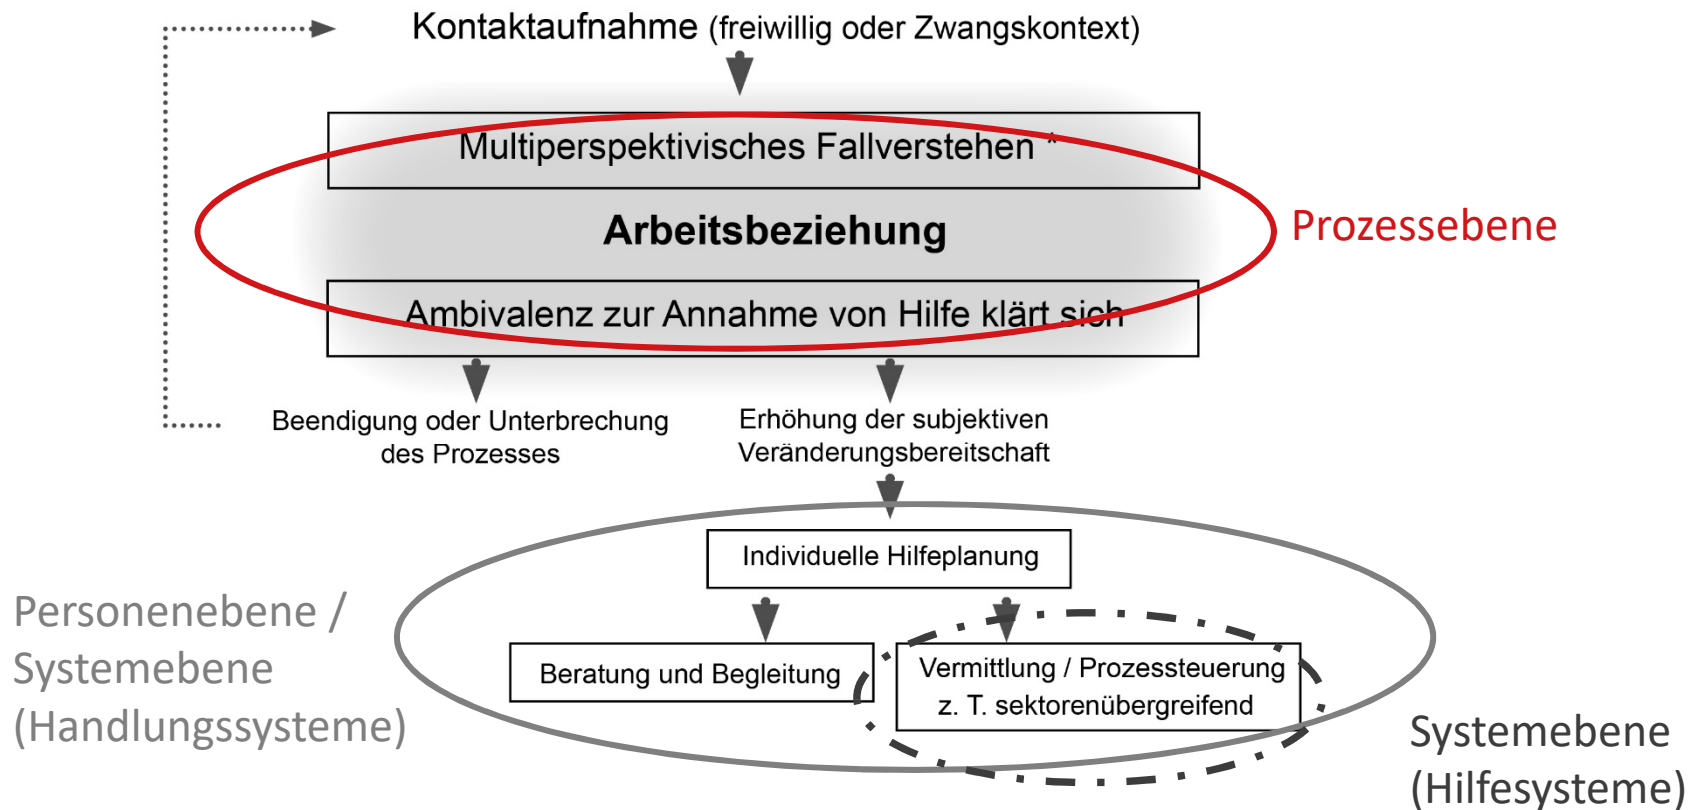 Kontaktaufnahme (freiwillig oder Zwangskontext)
Multiperspektivisches Fallverstehen *
Arbeitsbeziehung
Prozessebene
Ambivalenz zur Annahme von Hilfe klärt sich
Beendigung oder Unterbrechung
des Prozesses
Erhöhung der subjektiven
Veränderungsbereitschaft
Individuelle Hilfeplanung
Personenebene /
Systemebene
(Handlungssysteme)
Beratung und Begleitung
Vermittlung / Prozessteuerung
z. T. sektorenübergreifend
Systemebene
(Hilfesysteme)